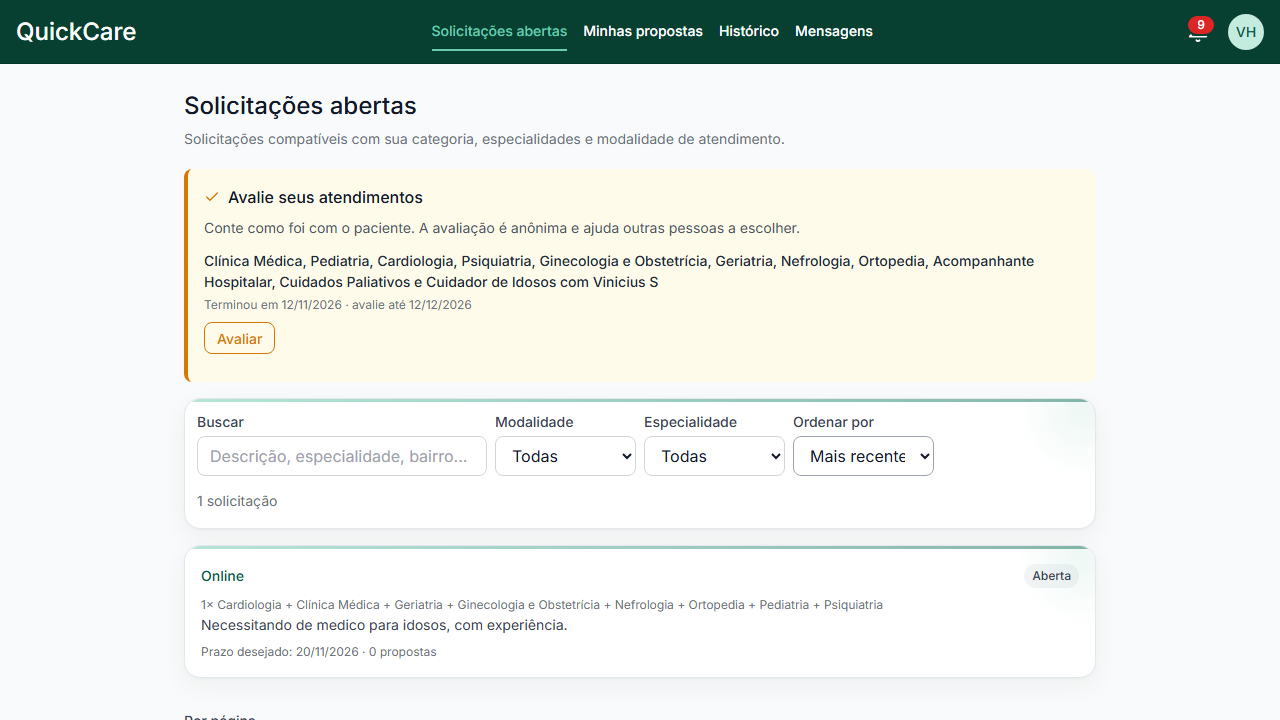 QuickCare
Solicitações abertas
Minhas propostas
Histórico
Mensagens
9
VH
Solicitações abertas
Solicitações compatíveis com sua categoria, especialidades e modalidade de atendimento.
Avalie seus atendimentos
Conte como foi com o paciente. A avaliação é anônima e ajuda outras pessoas a escolher.
Clínica Médica, Pediatria, Cardiologia, Psiquiatria, Ginecologia e Obstetrícia, Geriatria, Nefrologia, Ortopedia, Acompanhante
Hospitalar, Cuidados Paliativos e Cuidador de Idosos com Vinicius S
Terminou em 12/11/2026 · avalie até 12/12/2026
Avaliar
Buscar
Modalidade
Especialidade
Ordenar por
Descrição, especialidade, bairro...
Todas
Todas
Mais recente
1 solicitação
Online
Aberta
1× Cardiologia + Clínica Médica + Geriatria + Ginecologia e Obstetrícia + Nefrologia + Ortopedia + Pediatria + Psiquiatria
Necessitando de medico para idosos, com experiência.
Prazo desejado: 20/11/2026 · 0 propostas
Por página